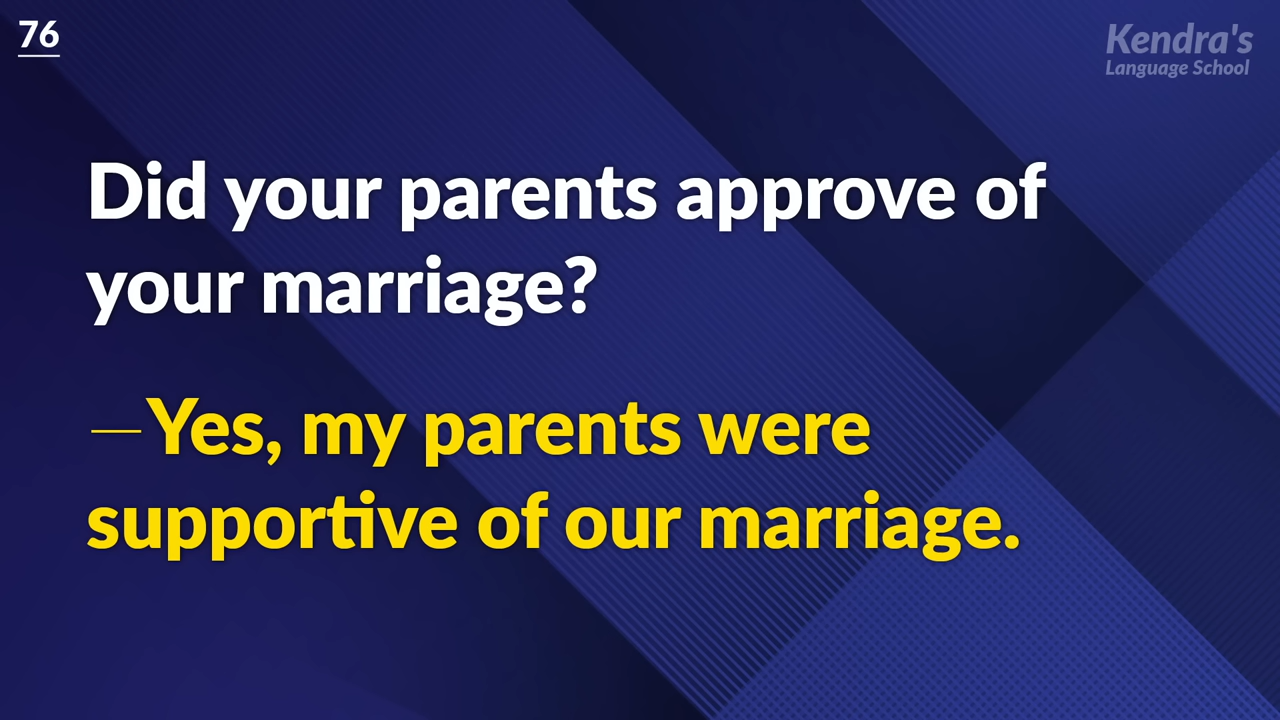 76
Kendra's
Language School
Did your parents approve of
your marriage?
—Yes, my parents were
supportive of our marriage.